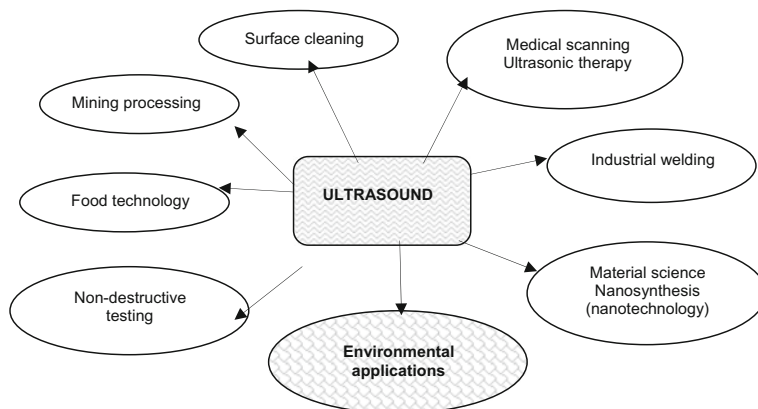 Surface cleaning
Medical scanning
Ultrasonic therapy
Mining processing
Industrial welding
ULTRASOUND
Food technology
Material science
Nanosynthesis
(nanotechnology)
Non-destructive
testing
Environmental
applications